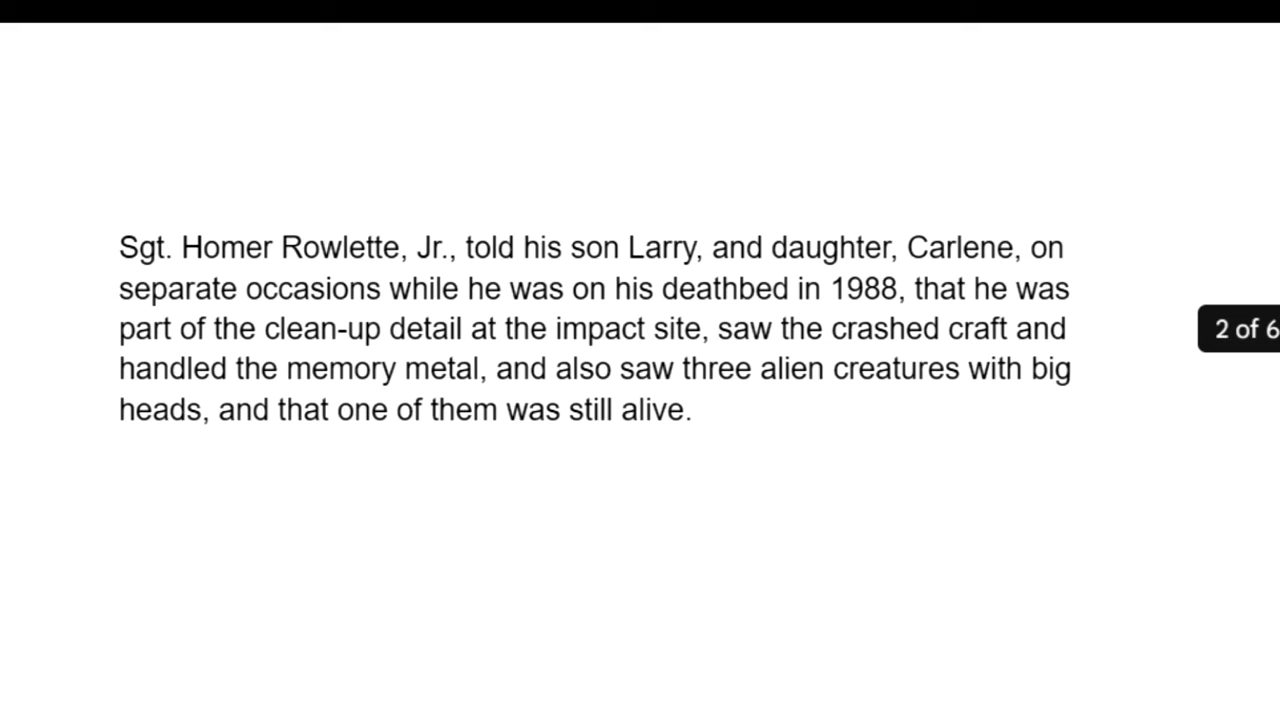 Sgt. Homer Rowlette, Jr., told his son Larry, and daughter, Carlene, on
separate occasions while he was on his deathbed in 1988, that he was
part of the clean-up detail at the impact site, saw the crashed craft and
handled the memory metal, and also saw three alien creatures with big
heads, and that one of them was still alive.
2 of 6